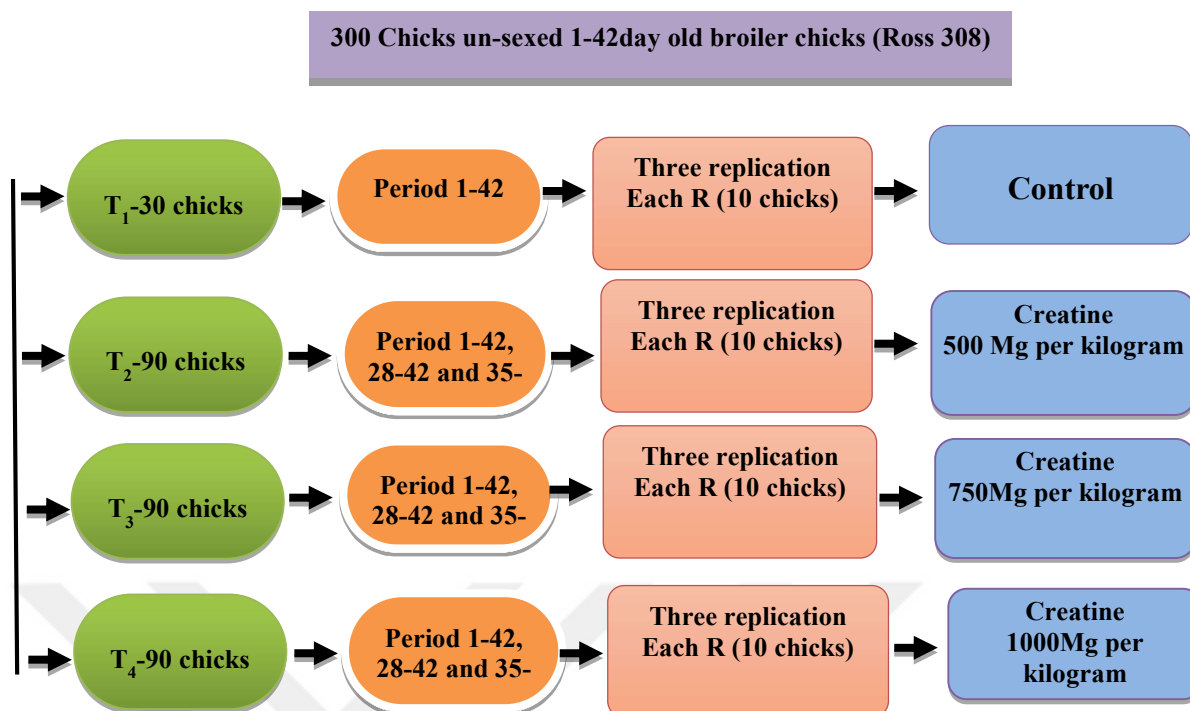 300 Chicks un-sexed 1-42day old broiler chicks (Ross 308)
T1-30 chicks
Period 1-42
Three replication
Each R (10 chicks)
Control
T2-90 chicks
Period 1-42,
28-42 and 35-
Three replication
Each R (10 chicks)
Creatine
500 Mg per kilogram
T3-90 chicks
Period 1-42,
28-42 and 35-
Three replication
Each R (10 chicks)
Creatine
750Mg per kilogram
T4-90 chicks
Period 1-42,
28-42 and 35-
Three replication
Each R (10 chicks)
Creatine
1000Mg per
kilogram